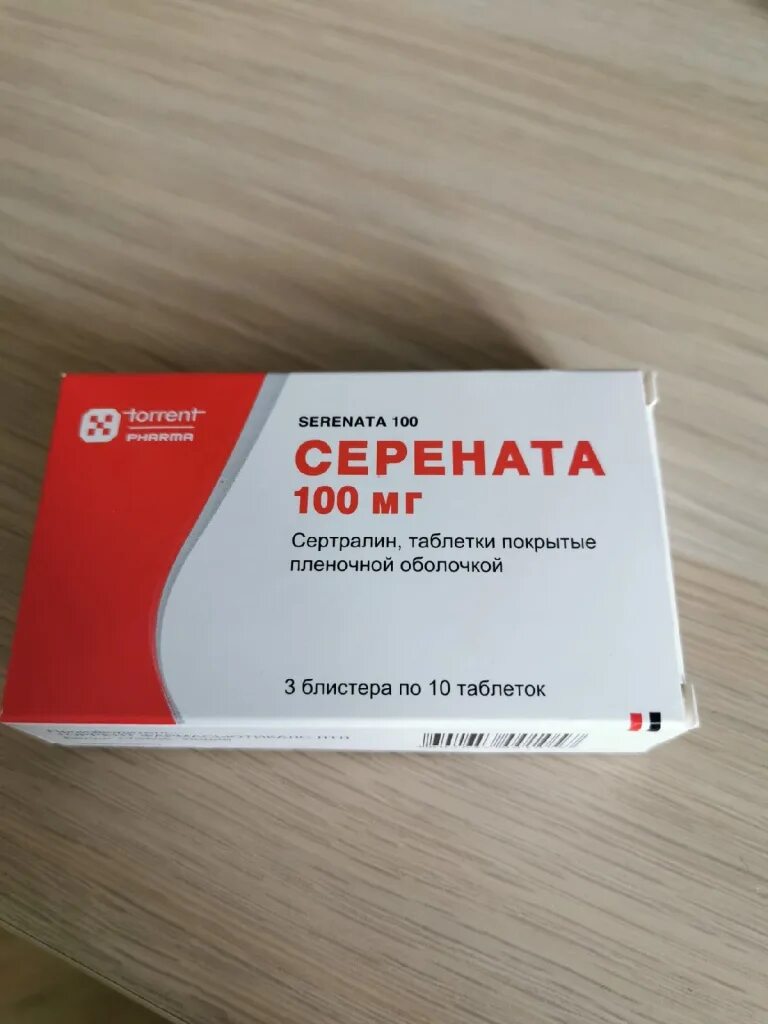 torrent
PHARMA
SERENATA 100
СЕРЕНАТА
100 мг
Сертралин, таблетки покрытые
пленочной оболочкой
3 блистера по 10 таблеток